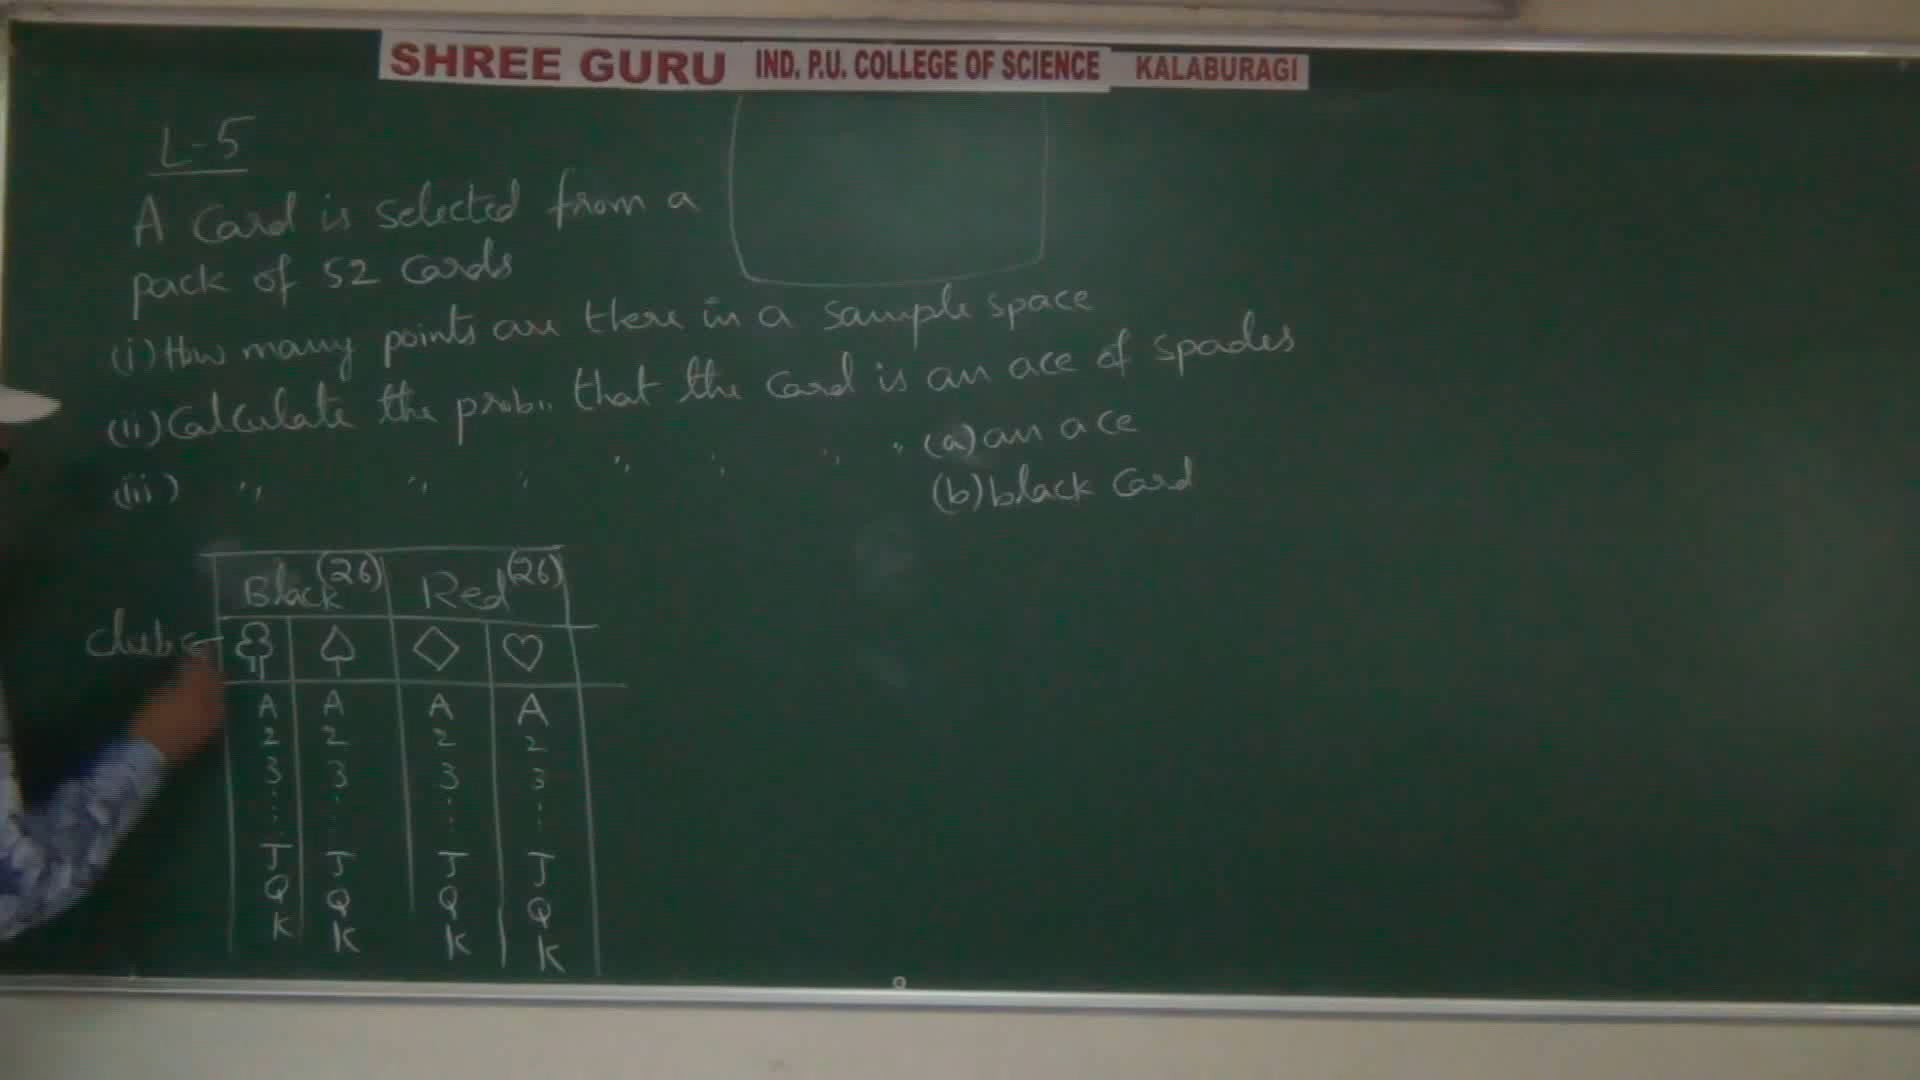 SHREE GURU IND. P.U. COLLEGE OF SCIENCE KALABURAGI
L-5
A Card is selected from a
pack of 52 Cards
(i) How many points are there in a sample space
(ii) Calculate the prob,, that the Card is an ace of spades
(iii) ,, ,, ,, ,, ,, ,, ,, (a) an ace
(b) black Card
Black (26) Red (26)
clubs ♣ ♠ ◇ ♡
A A A A
2 2 2 2
3 3 3 3
⋮ ⋮ ⋮ ⋮
J J J J
Q Q Q Q
K K K K